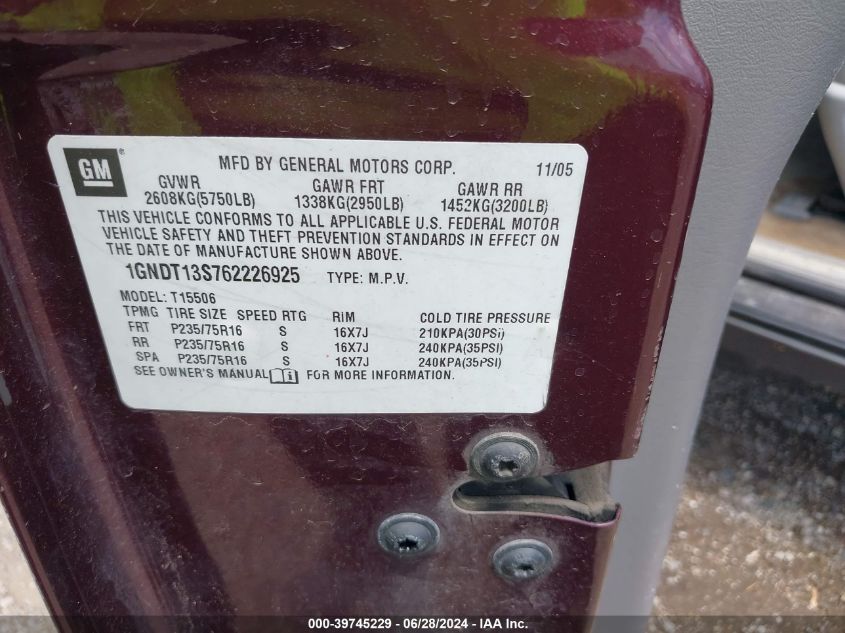 GM® MFD BY GENERAL MOTORS CORP. 11/05
GVWR GAWR FRT GAWR RR
2608KG(5750LB) 1338KG(2950LB) 1452KG(3200LB)
THIS VEHICLE CONFORMS TO ALL APPLICABLE U.S. FEDERAL MOTOR
VEHICLE SAFETY AND THEFT PREVENTION STANDARDS IN EFFECT ON
THE DATE OF MANUFACTURE SHOWN ABOVE.
1GNDT13S762226925 TYPE: M.P.V.
MODEL: T15506
TPMG TIRE SIZE SPEED RTG RIM COLD TIRE PRESSURE
FRT P235/75R16 S 16X7J 210KPA(30PSI)
RR P235/75R16 S 16X7J 240KPA(35PSI)
SPA P235/75R16 S 16X7J 240KPA(35PSI)
SEE OWNER'S MANUAL i FOR MORE INFORMATION.
000-39745229 - 06/28/2024 - IAA Inc.